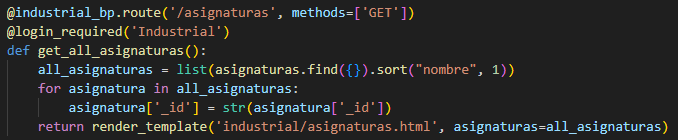 @industrial_bp.route('/asignaturas', methods=['GET'])
@login_required('Industrial')
def get_all_asignaturas():
    all_asignaturas = list(asignaturas.find({}).sort("nombre", 1))
    for asignatura in all_asignaturas:
        asignatura['_id'] = str(asignatura['_id'])
    return render_template('industrial/asignaturas.html', asignaturas=all_asignaturas)